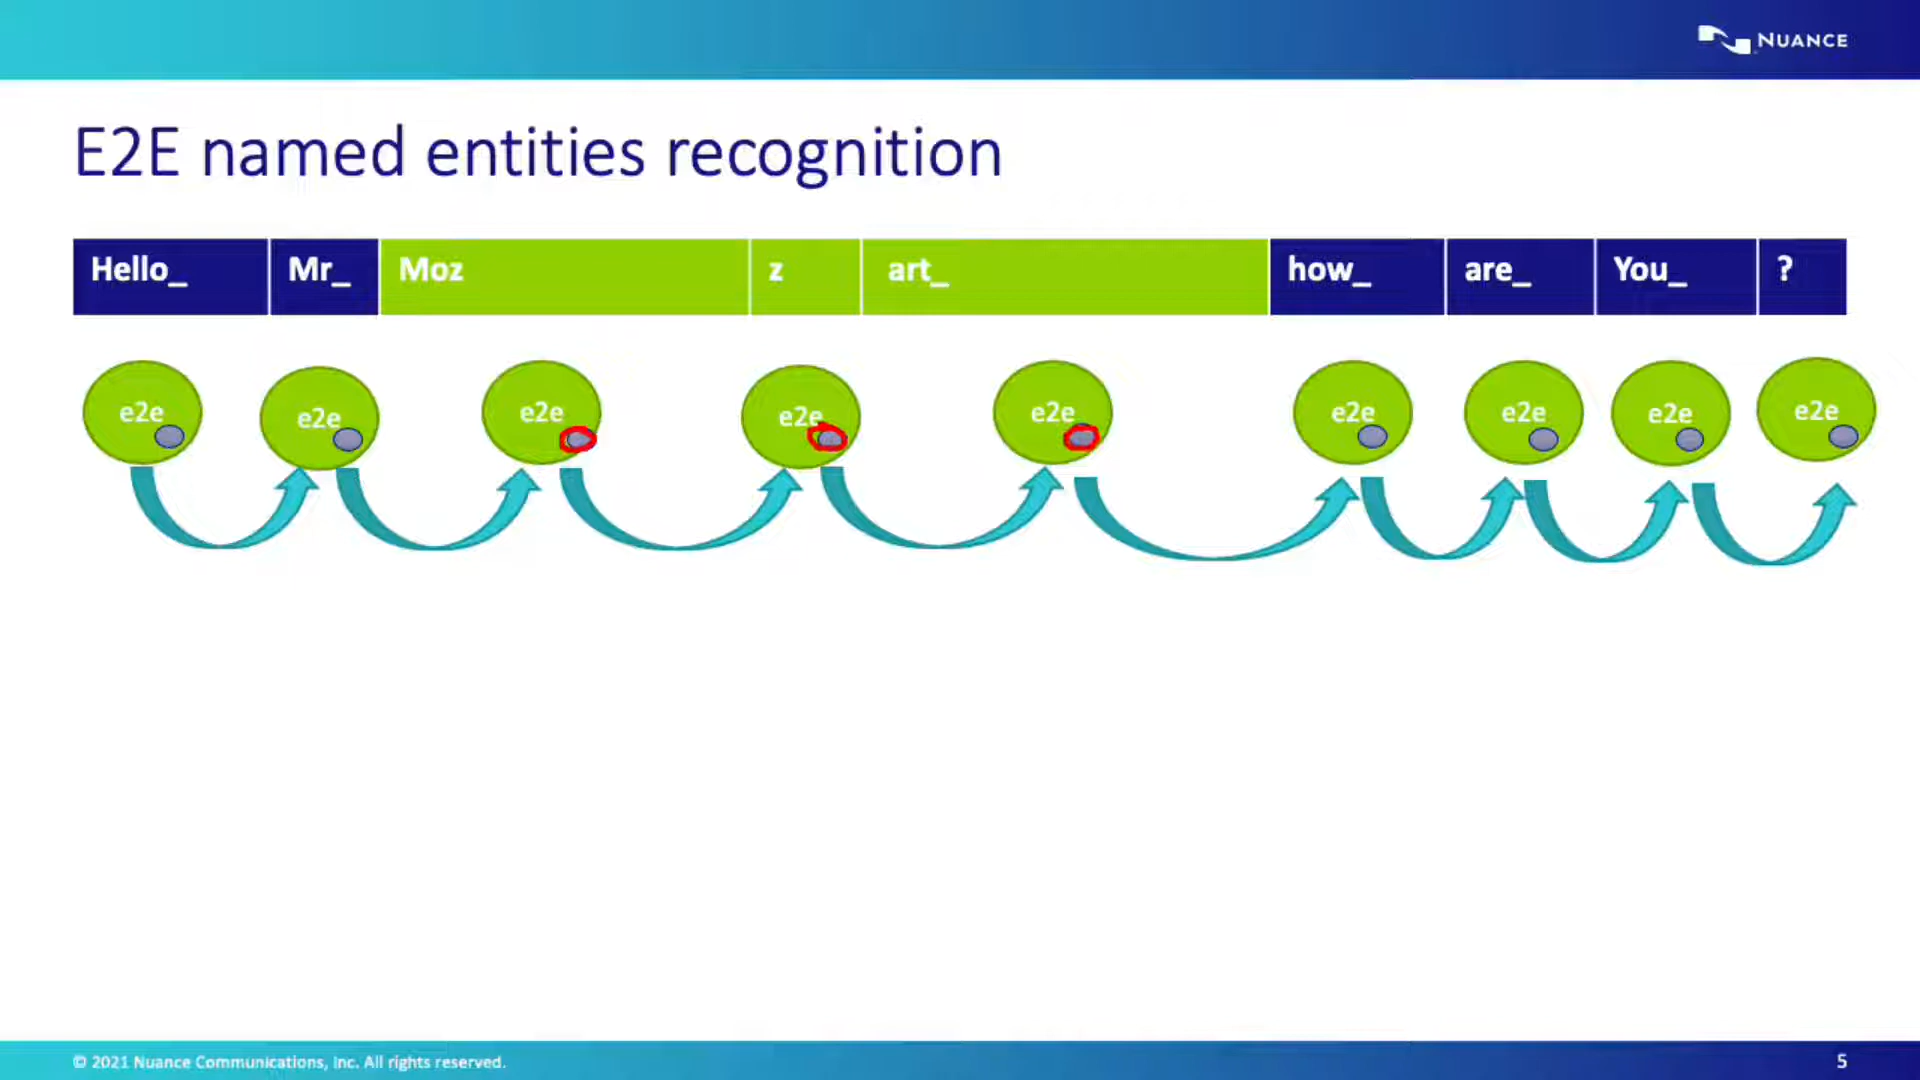 NUANCE
E2E named entities recognition
Hello_ Mr_ Moz z art_ how_ are_ You_ ?
e2e e2e e2e e2e e2e e2e e2e e2e e2e
© 2021 Nuance Communications, Inc. All rights reserved. 5